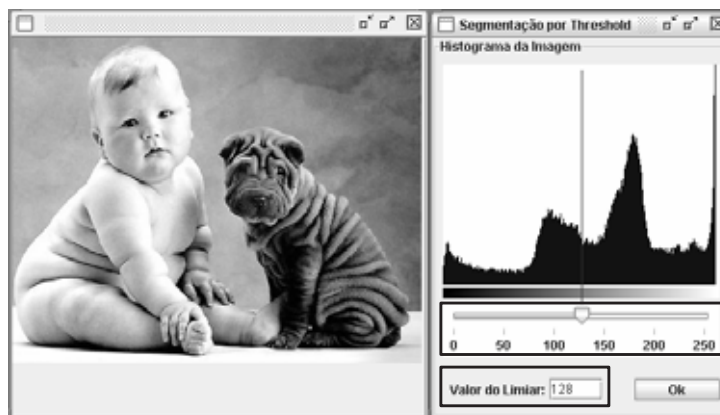 Segmentação por Threshold
Histograma da Imagem
0 50 100 150 200 250
Valor do Limiar: 128
Ok